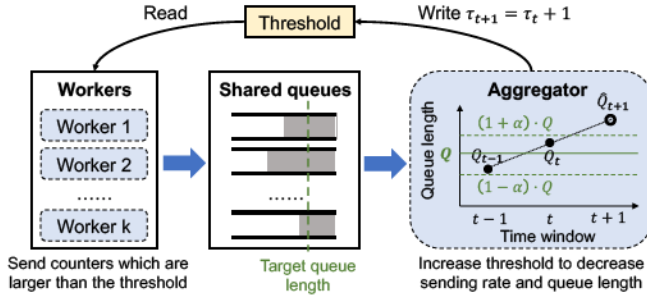 Read
Threshold
Write τ_{t+1} = τ_t + 1
Workers
Worker 1
Worker 2
......
Worker k
Send counters which are
larger than the threshold
Shared queues
......
Target queue
length
Aggregator
Queue length
Q̂_{t+1}
(1 + α) · Q
Q
Q_{t−1}
Q_t
(1 − α) · Q
t − 1
t
t + 1
Time window
Increase threshold to decrease
sending rate and queue length